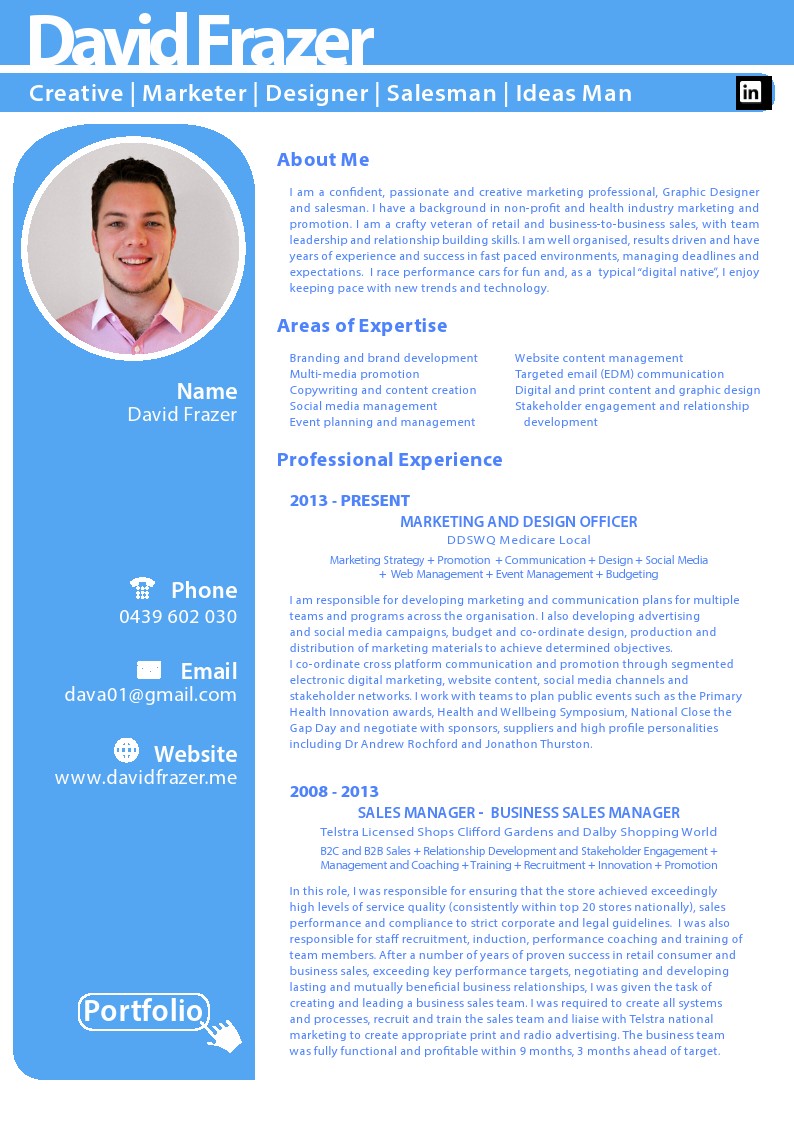 David Frazer
Creative | Marketer | Designer | Salesman | Ideas Man
in
Name
David Frazer
Phone
0439 602 030
Email
dava01@gmail.com
Website
www.davidfrazer.me
Portfolio
About Me
I am a confident, passionate and creative marketing professional, Graphic Designer
and salesman. I have a background in non-profit and health industry marketing and
promotion. I am a crafty veteran of retail and business-to-business sales, with team
leadership and relationship building skills. I am well organised, results driven and have
years of experience and success in fast paced environments, managing deadlines and
expectations. I race performance cars for fun and, as a typical “digital native”, I enjoy
keeping pace with new trends and technology.
Areas of Expertise
Branding and brand development
Multi-media promotion
Copywriting and content creation
Social media management
Event planning and management
Website content management
Targeted email (EDM) communication
Digital and print content and graphic design
Stakeholder engagement and relationship
development
Professional Experience
2013 - PRESENT
MARKETING AND DESIGN OFFICER
DDSWQ Medicare Local
Marketing Strategy + Promotion + Communication + Design + Social Media
+ Web Management + Event Management + Budgeting
I am responsible for developing marketing and communication plans for multiple
teams and programs across the organisation. I also developing advertising
and social media campaigns, budget and co-ordinate design, production and
distribution of marketing materials to achieve determined objectives.
I co-ordinate cross platform communication and promotion through segmented
electronic digital marketing, website content, social media channels and
stakeholder networks. I work with teams to plan public events such as the Primary
Health Innovation awards, Health and Wellbeing Symposium, National Close the
Gap Day and negotiate with sponsors, suppliers and high profile personalities
including Dr Andrew Rochford and Jonathon Thurston.
2008 - 2013
SALES MANAGER - BUSINESS SALES MANAGER
Telstra Licensed Shops Clifford Gardens and Dalby Shopping World
B2C and B2B Sales + Relationship Development and Stakeholder Engagement +
Management and Coaching + Training + Recruitment + Innovation + Promotion
In this role, I was responsible for ensuring that the store achieved exceedingly
high levels of service quality (consistently within top 20 stores nationally), sales
performance and compliance to strict corporate and legal guidelines. I was also
responsible for staff recruitment, induction, performance coaching and training of
team members. After a number of years of proven success in retail consumer and
business sales, exceeding key performance targets, negotiating and developing
lasting and mutually beneficial business relationships, I was given the task of
creating and leading a business sales team. I was required to create all systems
and processes, recruit and train the sales team and liaise with Telstra national
marketing to create appropriate print and radio advertising. The business team
was fully functional and profitable within 9 months, 3 months ahead of target.